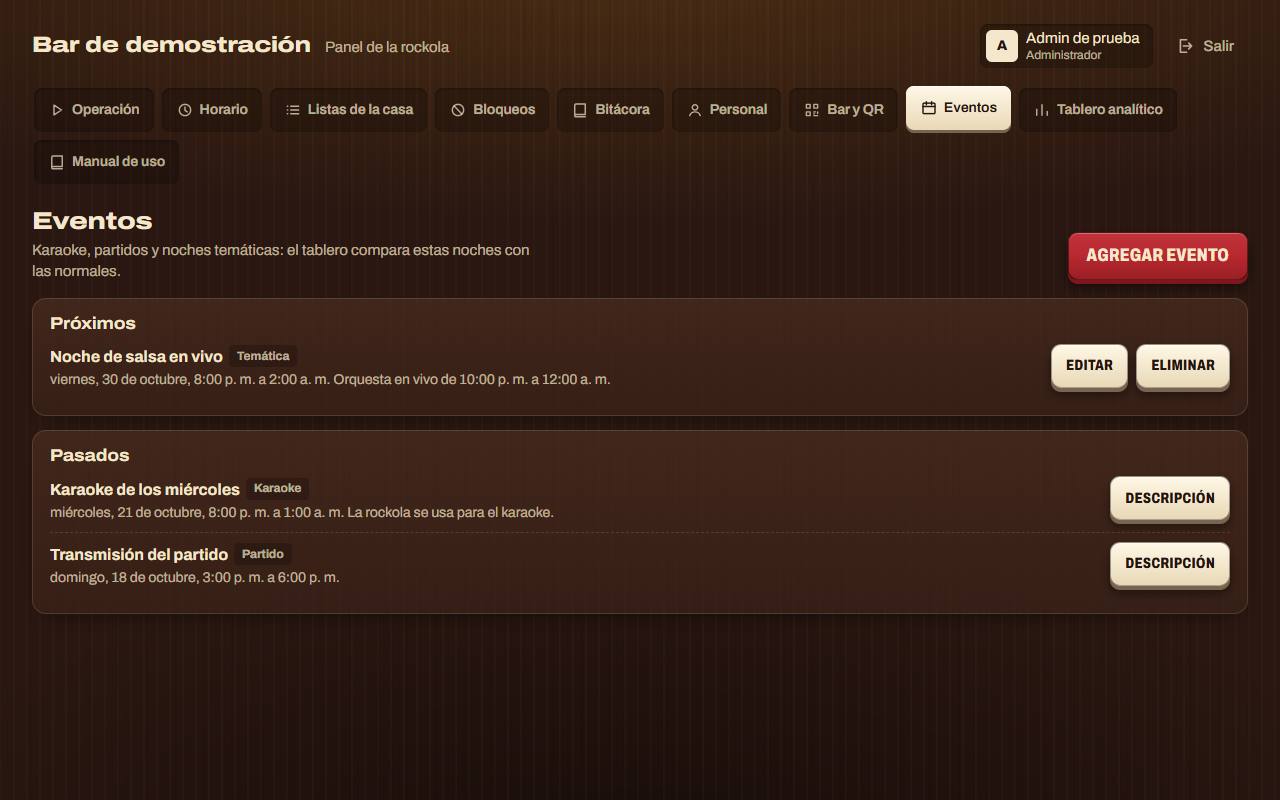 Bar de demostración Panel de la rockola
A
Admin de prueba
Administrador
Salir
Operación
Horario
Listas de la casa
Bloqueos
Bitácora
Personal
Bar y QR
Eventos
Tablero analítico
Manual de uso
Eventos
Karaoke, partidos y noches temáticas: el tablero compara estas noches con
las normales.
AGREGAR EVENTO
Próximos
Noche de salsa en vivo Temática
viernes, 30 de octubre, 8:00 p. m. a 2:00 a. m. Orquesta en vivo de 10:00 p. m. a 12:00 a. m.
EDITAR
ELIMINAR
Pasados
Karaoke de los miércoles Karaoke
miércoles, 21 de octubre, 8:00 p. m. a 1:00 a. m. La rockola se usa para el karaoke.
DESCRIPCIÓN
Transmisión del partido Partido
domingo, 18 de octubre, 3:00 p. m. a 6:00 p. m.
DESCRIPCIÓN